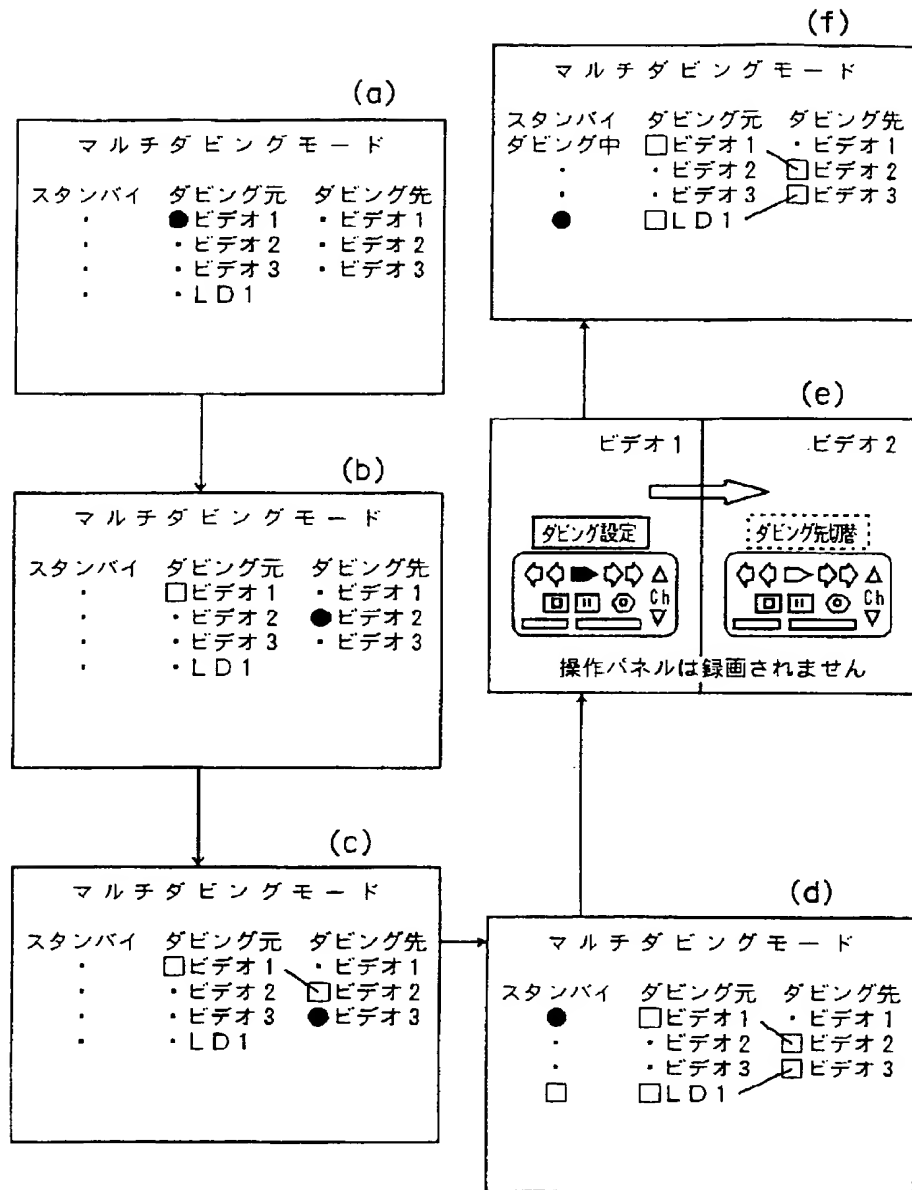 (a)
マルチダビングモード
スタンバイ ダビング元 ダビング先
・ ●ビデオ1 ・ビデオ1
・ ・ビデオ2 ・ビデオ2
・ ・ビデオ3 ・ビデオ3
・ ・LD1
(b)
マルチダビングモード
スタンバイ ダビング元 ダビング先
・ □ビデオ1 ・ビデオ1
・ ・ビデオ2 ●ビデオ2
・ ・ビデオ3 ・ビデオ3
・ ・LD1
(c)
マルチダビングモード
スタンバイ ダビング元 ダビング先
・ □ビデオ1 ・ビデオ1
・ ・ビデオ2 □ビデオ2
・ ・ビデオ3 ●ビデオ3
・ ・LD1
(d)
マルチダビングモード
スタンバイ ダビング元 ダビング先
● □ビデオ1 ・ビデオ1
・ ・ビデオ2 □ビデオ2
・ ・ビデオ3 □ビデオ3
□ □LD1
(e)
ビデオ1 ビデオ2
ダビング設定 ダビング先切替
Ch Ch
操作パネルは録画されません
(f)
マルチダビングモード
スタンバイ ダビング元 ダビング先
ダビング中 □ビデオ1 ・ビデオ1
・ ・ビデオ2 □ビデオ2
・ ・ビデオ3 □ビデオ3
● □LD1